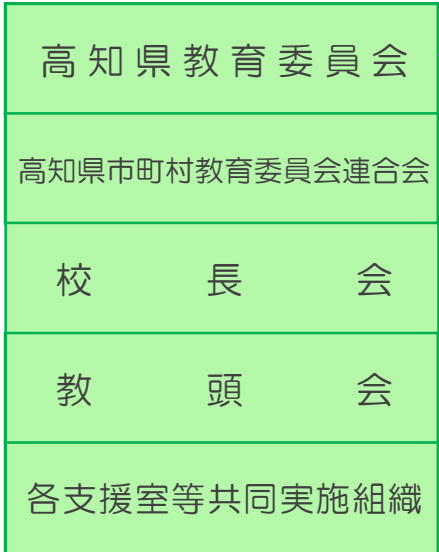 高知県教育委員会
高知県市町村教育委員会連合会
校長会
教頭会
各支援室等共同実施組織